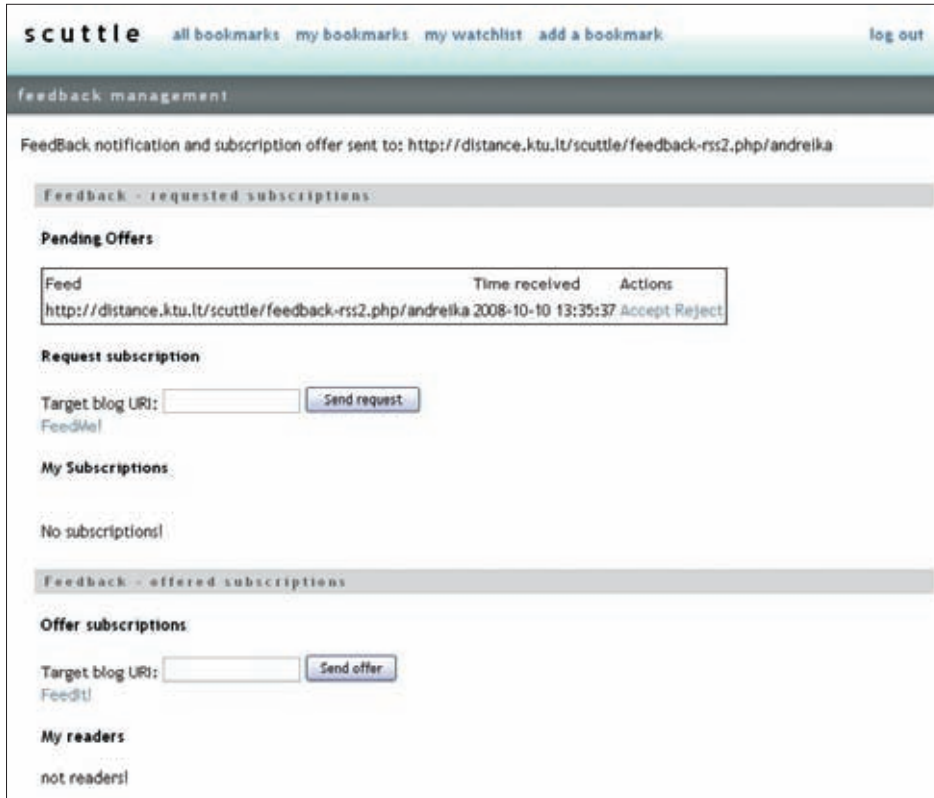 scuttle all bookmarks my bookmarks my watchlist add a bookmark log out
feedback management
FeedBack notification and subscription offer sent to: http://distance.ktu.lt/scuttle/feedback-rss2.php/andreika
Feedback - requested subscriptions
Pending Offers
Feed Time received Actions
http://distance.ktu.lt/scuttle/feedback-rss2.php/andreika 2008-10-10 13:35:37 Accept Reject
Request subscription
Target blog URI: Send request
FeedMe!
My Subscriptions
No subscriptions!
Feedback - offered subscriptions
Offer subscriptions
Target blog URI: Send offer
FeedIt!
My readers
not readers!